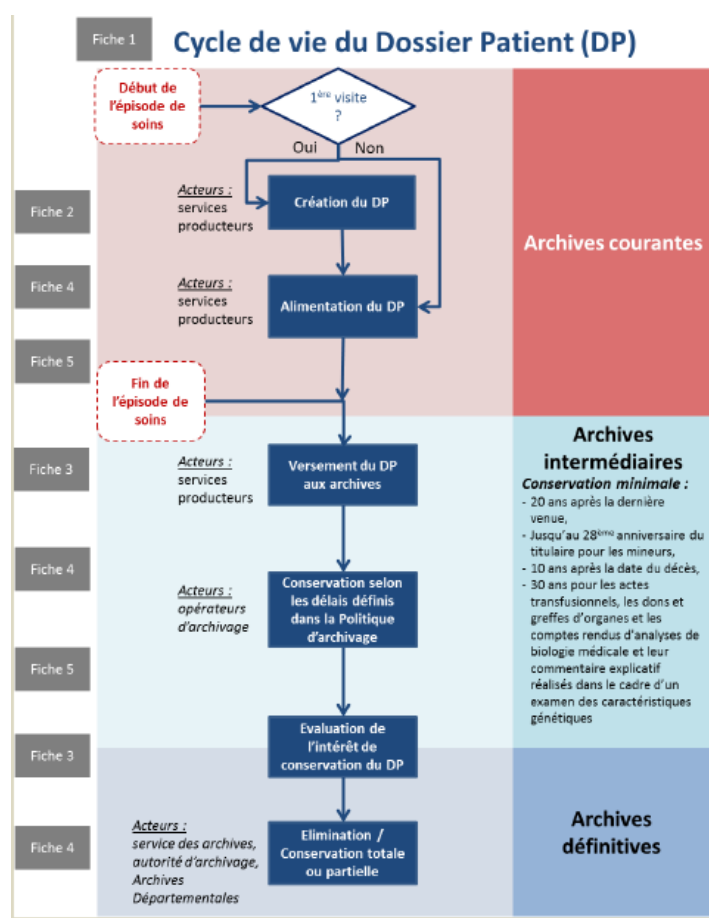 Fiche 1
Cycle de vie du Dossier Patient (DP)
Début de
l'épisode de
soins
1ère visite
?
Oui
Non
Fiche 2
Acteurs :
services
producteurs
Création du DP
Archives courantes
Fiche 4
Acteurs :
services
producteurs
Alimentation du DP
Fiche 5
Fin de
l'épisode de
soins
Fiche 3
Acteurs :
services
producteurs
Versement du DP
aux archives
Archives
intermédiaires
Conservation minimale :
- 20 ans après la dernière
venue,
- Jusqu'au 28ème anniversaire du
titulaire pour les mineurs,
- 10 ans après la date du décès,
- 30 ans pour les actes
transfusionnels, les dons et
greffes d'organes et les
comptes rendus d'analyses de
biologie médicale et leur
commentaire explicatif
réalisés dans le cadre d'un
examen des caractéristiques
génétiques
Fiche 4
Acteurs :
opérateurs
d'archivage
Conservation selon
les délais définis
dans la Politique
d'archivage
Fiche 5
Fiche 3
Evaluation de
l'intérêt de
conservation du DP
Fiche 4
Acteurs :
service des archives,
autorité d'archivage,
Archives
Départementales
Elimination /
Conservation totale
ou partielle
Archives
définitives